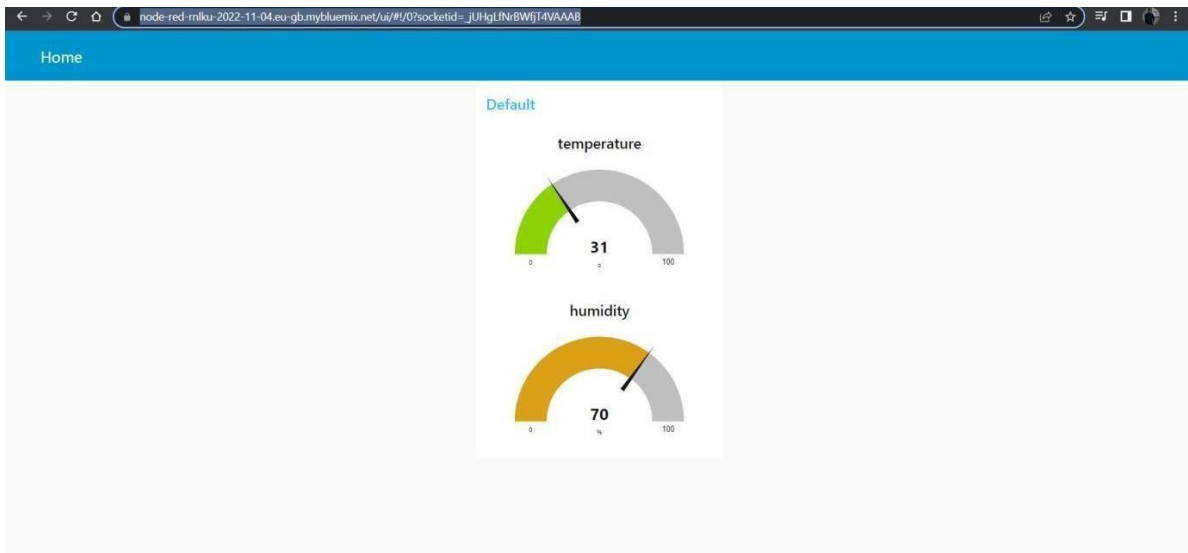 node-red-rnlku-2022-11-04.eu-gb.mybluemix.net/ui/#!/0?socketid=_jUHgLfNrBWfjT4VAAAB
Home
Default
temperature
31
0
°
100
humidity
70
0
%
100